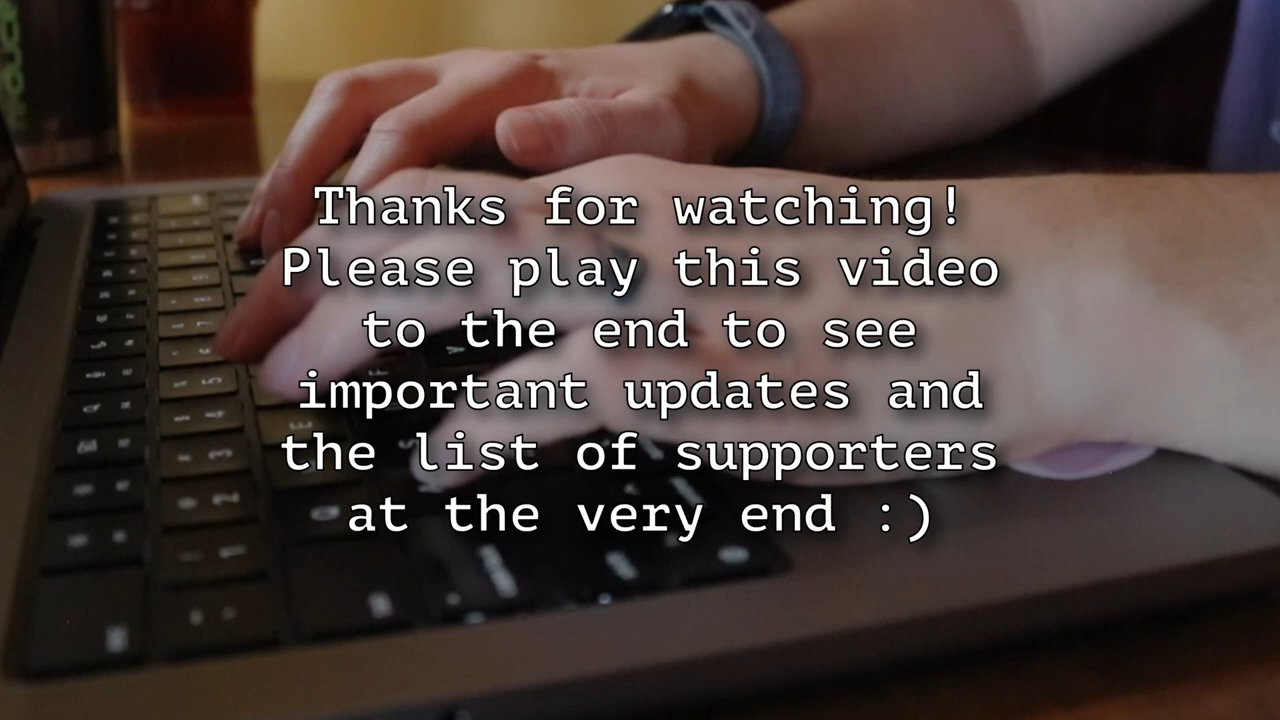 Thanks for watching!
Please play this video
to the end to see
important updates and
the list of supporters
at the very end :)